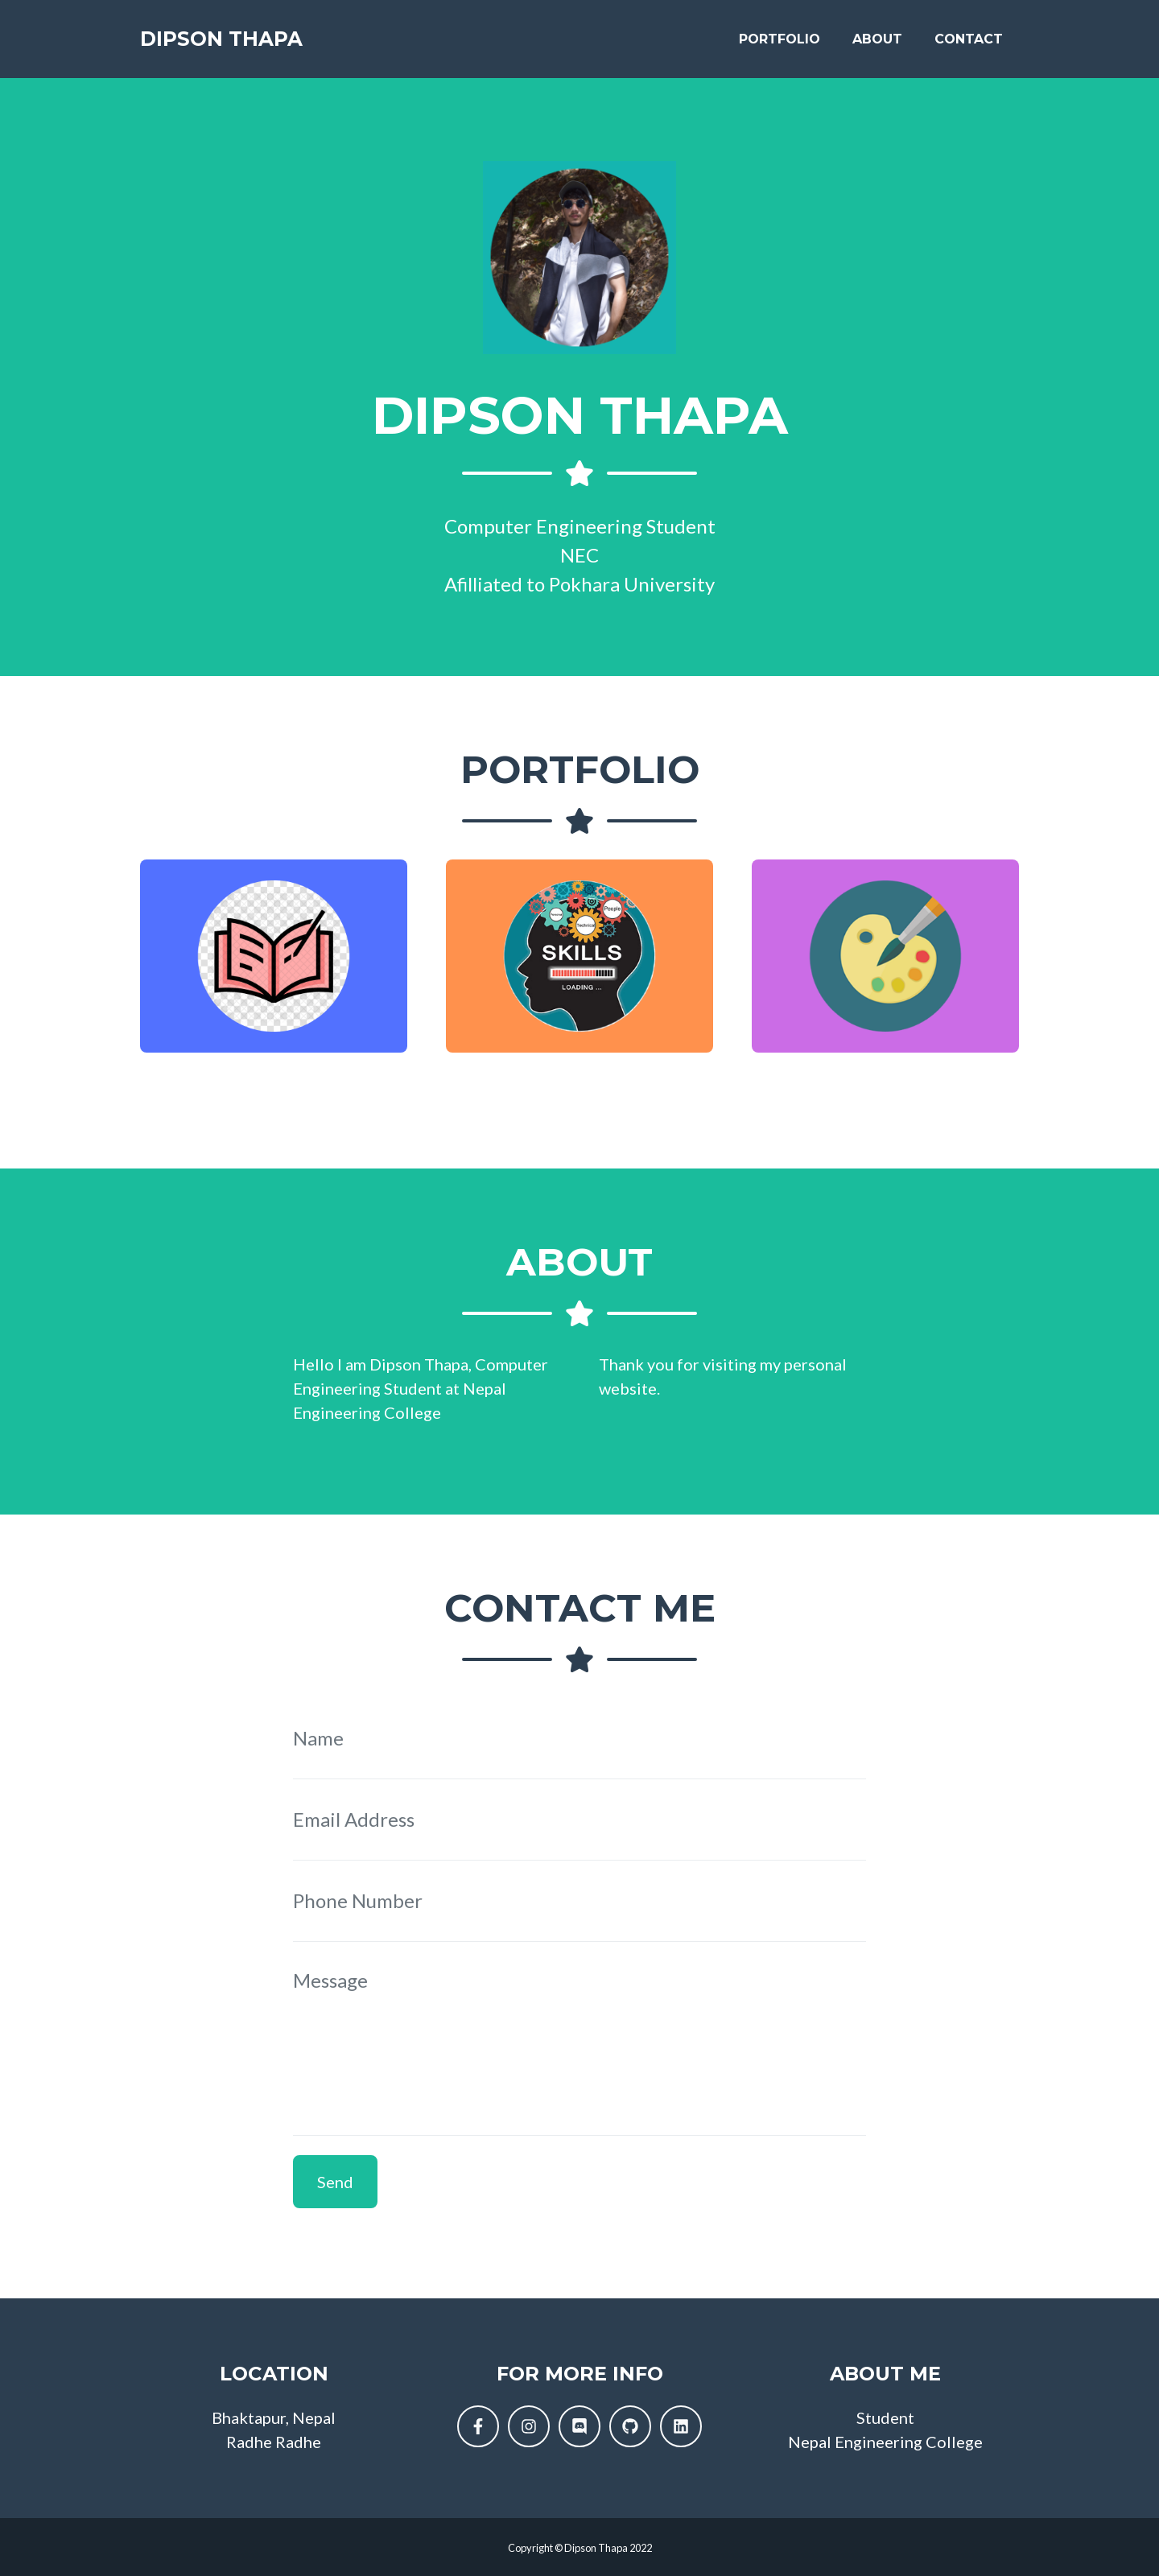 DIPSON THAPA
PORTFOLIO
ABOUT
CONTACT
DIPSON THAPA
Computer Engineering Student
NEC
Afilliated to Pokhara University
PORTFOLIO
People
Technical
SKILLS
LOADING ...
ABOUT
Hello I am Dipson Thapa, Computer
Engineering Student at Nepal
Engineering College
Thank you for visiting my personal
website.
CONTACT ME
Name
Email Address
Phone Number
Message
Send
LOCATION
Bhaktapur, Nepal
Radhe Radhe
FOR MORE INFO
ABOUT ME
Student
Nepal Engineering College
Copyright © Dipson Thapa 2022